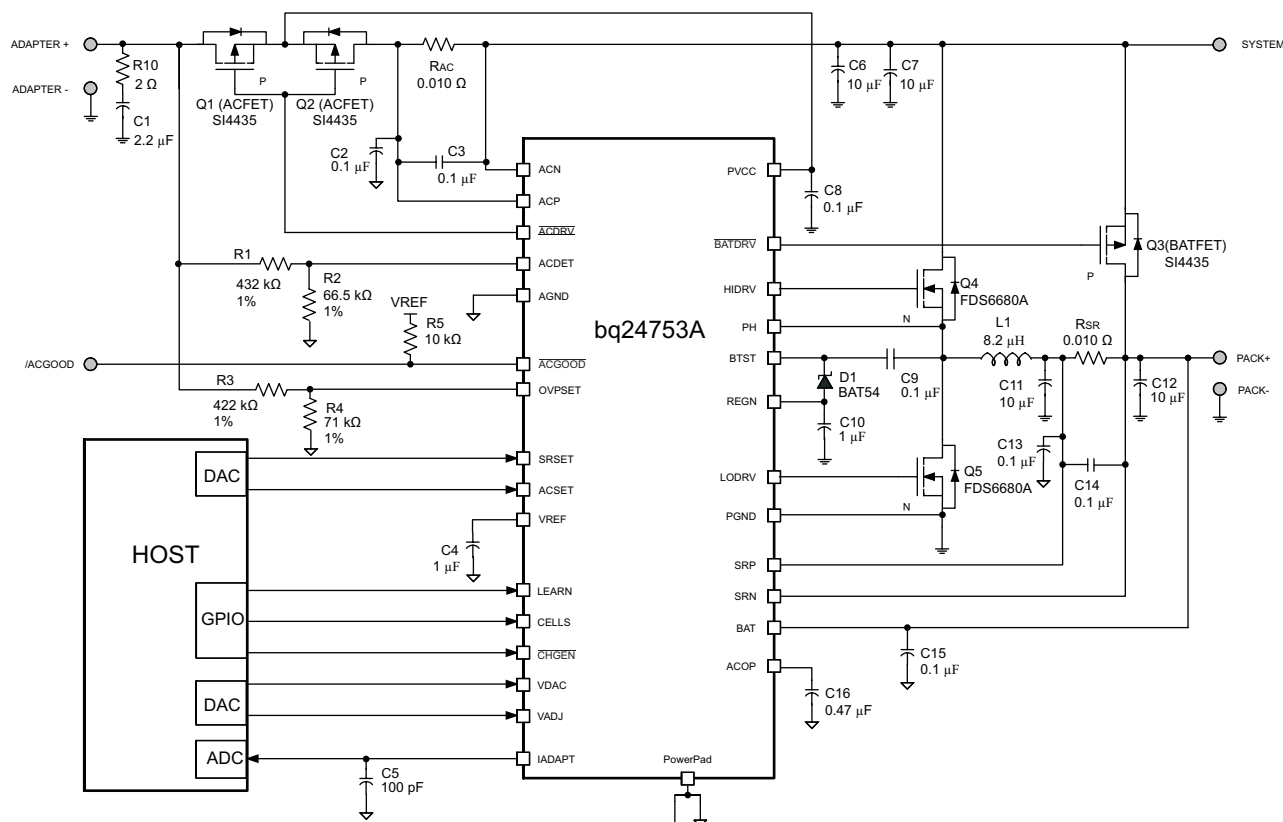 ADAPTER +
ADAPTER -
R10
2 Ω
C1
2.2 µF
P
Q1 (ACFET)
SI4435
P
Q2 (ACFET)
SI4435
RAC
0.010 Ω
C6
10 µF
C7
10 µF
SYSTEM
C2
0.1 µF
C3
0.1 µF
C8
0.1 µF
ACN
ACP
ACDRV
ACDET
AGND
ACGOOD
OVPSET
SRSET
ACSET
VREF
LEARN
CELLS
CHGEN
VDAC
VADJ
IADAPT
bq24753A
PVCC
BATDRV
HIDRV
PH
BTST
REGN
LODRV
PGND
SRP
SRN
BAT
ACOP
PowerPad
R1
432 kΩ
1%
R2
66.5 kΩ
1%
VREF
R5
10 kΩ
/ACGOOD
R3
422 kΩ
1%
R4
71 kΩ
1%
Q3(BATFET)
SI4435
P
Q4
FDS6680A
N
L1
8.2 µH
RSR
0.010 Ω
PACK+
PACK-
D1
BAT54
C9
0.1 µF
C10
1 µF
C11
10 µF
C12
10 µF
C13
0.1 µF
C14
0.1 µF
Q5
FDS6680A
N
C15
0.1 µF
C16
0.47 µF
HOST
DAC
GPIO
DAC
ADC
C4
1 µF
C5
100 pF